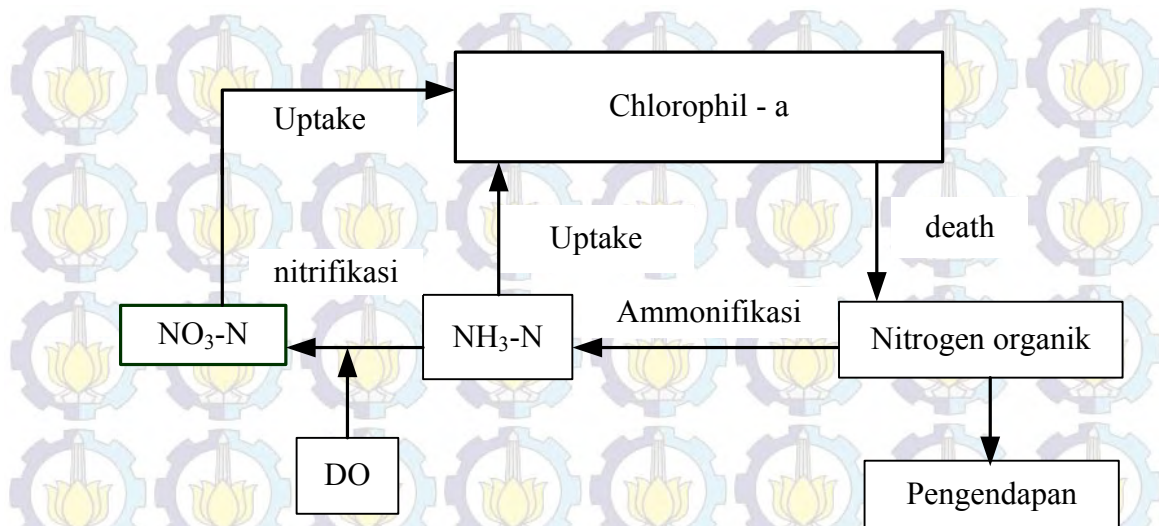 Chlorophil - a
Uptake
Uptake
death
nitrifikasi
Ammonifikasi
NO₃-N
NH₃-N
Nitrogen organik
DO
Pengendapan